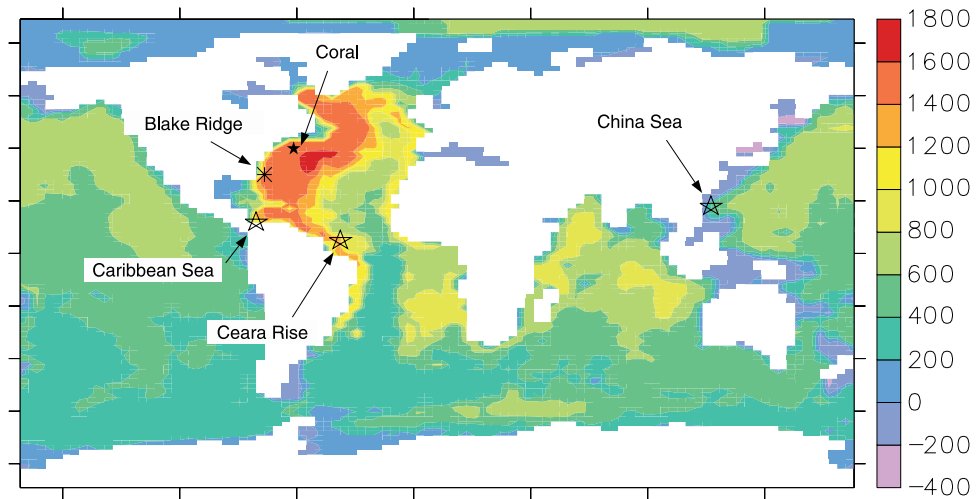 Coral
Blake Ridge
China Sea
Caribbean Sea
Ceara Rise
1800
1600
1400
1200
1000
800
600
400
200
0
−200
−400